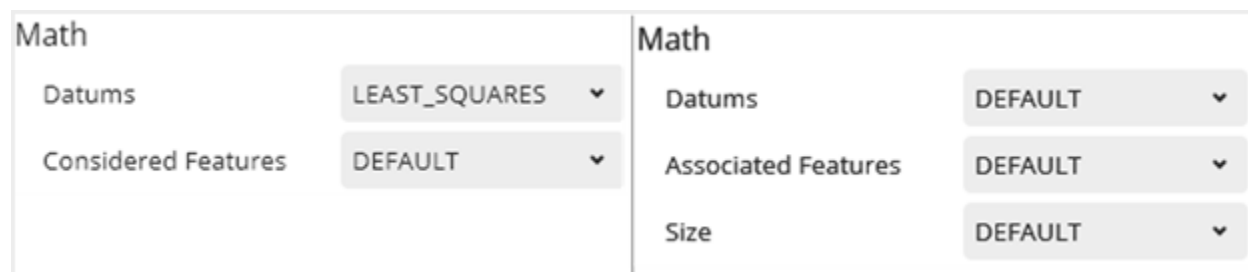 Math
Datums LEAST_SQUARES
Considered Features DEFAULT
Math
Datums DEFAULT
Associated Features DEFAULT
Size DEFAULT